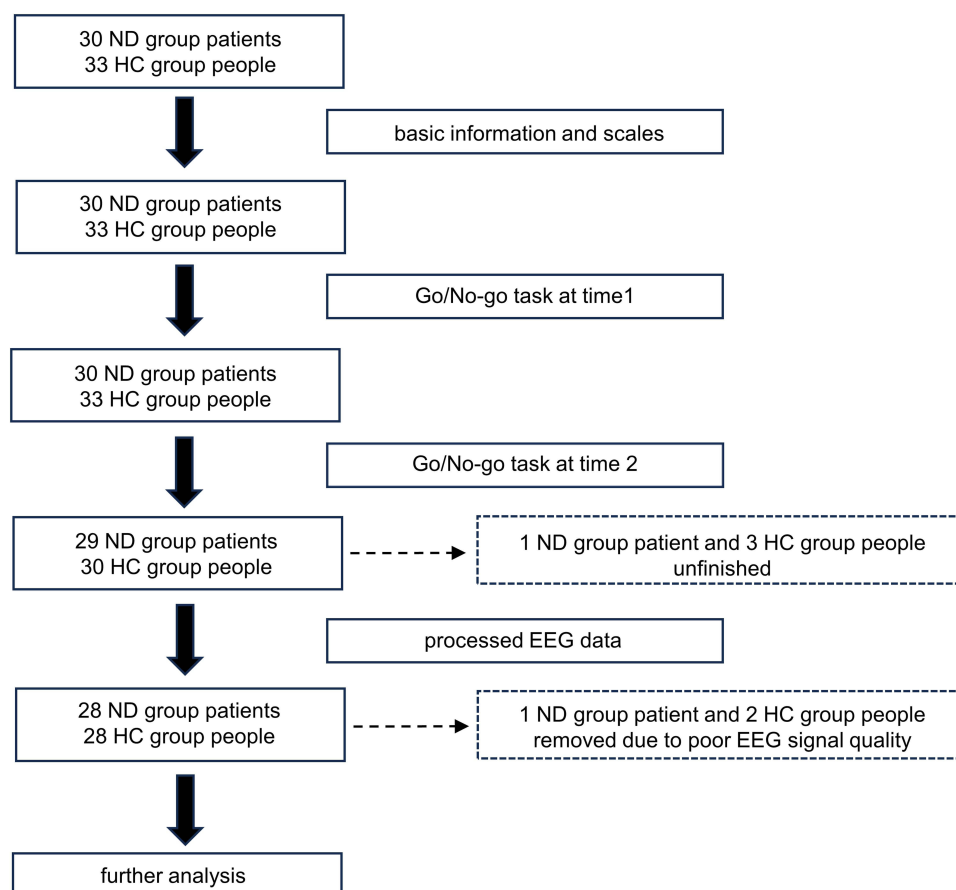 30 ND group patients
33 HC group people
basic information and scales
30 ND group patients
33 HC group people
Go/No-go task at time1
30 ND group patients
33 HC group people
Go/No-go task at time 2
29 ND group patients
30 HC group people
1 ND group patient and 3 HC group people
unfinished
processed EEG data
28 ND group patients
28 HC group people
1 ND group patient and 2 HC group people
removed due to poor EEG signal quality
further analysis